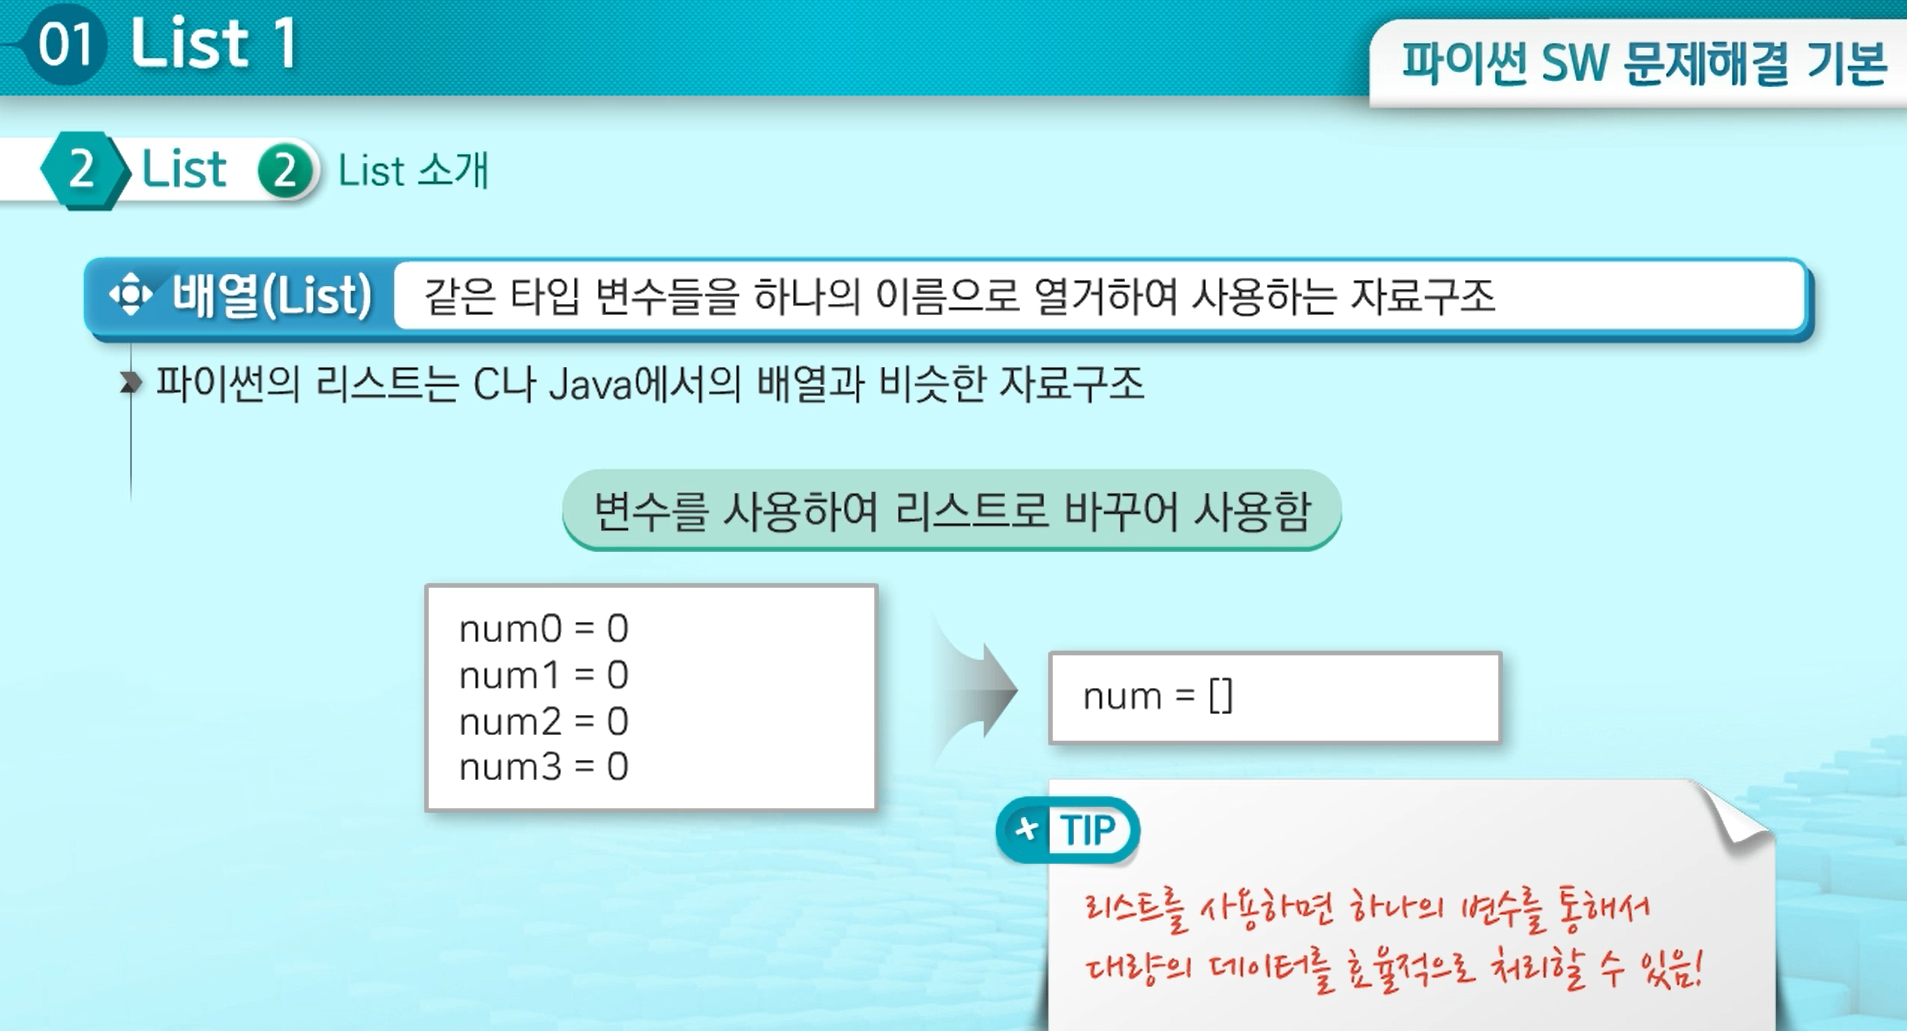 01 List 1
파이썬 SW 문제해결 기본
2 List 2 List 소개
배열(List) 같은 타입 변수들을 하나의 이름으로 열거하여 사용하는 자료구조
파이썬의 리스트는 C나 Java에서의 배열과 비슷한 자료구조
변수를 사용하여 리스트로 바꾸어 사용함
num0 = 0
num1 = 0
num2 = 0
num3 = 0
num = []
+ TIP
리스트를 사용하면 하나의 변수를 통해서
대량의 데이터를 효율적으로 처리할 수 있음!